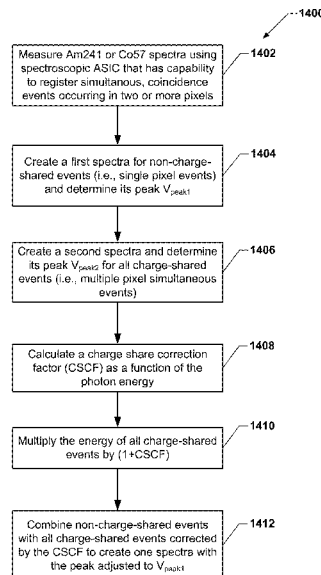 1400
Measure Am241 or Co57 spectra using
spectroscopic ASIC that has capability
to register simultaneous, coincidence
events occurring in two or more pixels
1402
Create a first spectra for non-charge-
shared events (i.e., single pixel events)
and determine its peak Vpeak1
1404
Create a second spectra and determine
its peak Vpeak2 for all charge-shared
events (i.e., multiple pixel simultaneous
events)
1406
Calculate a charge share correction
factor (CSCF) as a function of the
photon energy
1408
Multiply the energy of all charge-shared
events by (1+CSCF)
1410
Combine non-charge-shared events
with all charge-shared events corrected
by the CSCF to create one spectra with
the peak adjusted to Vpeak1
1412